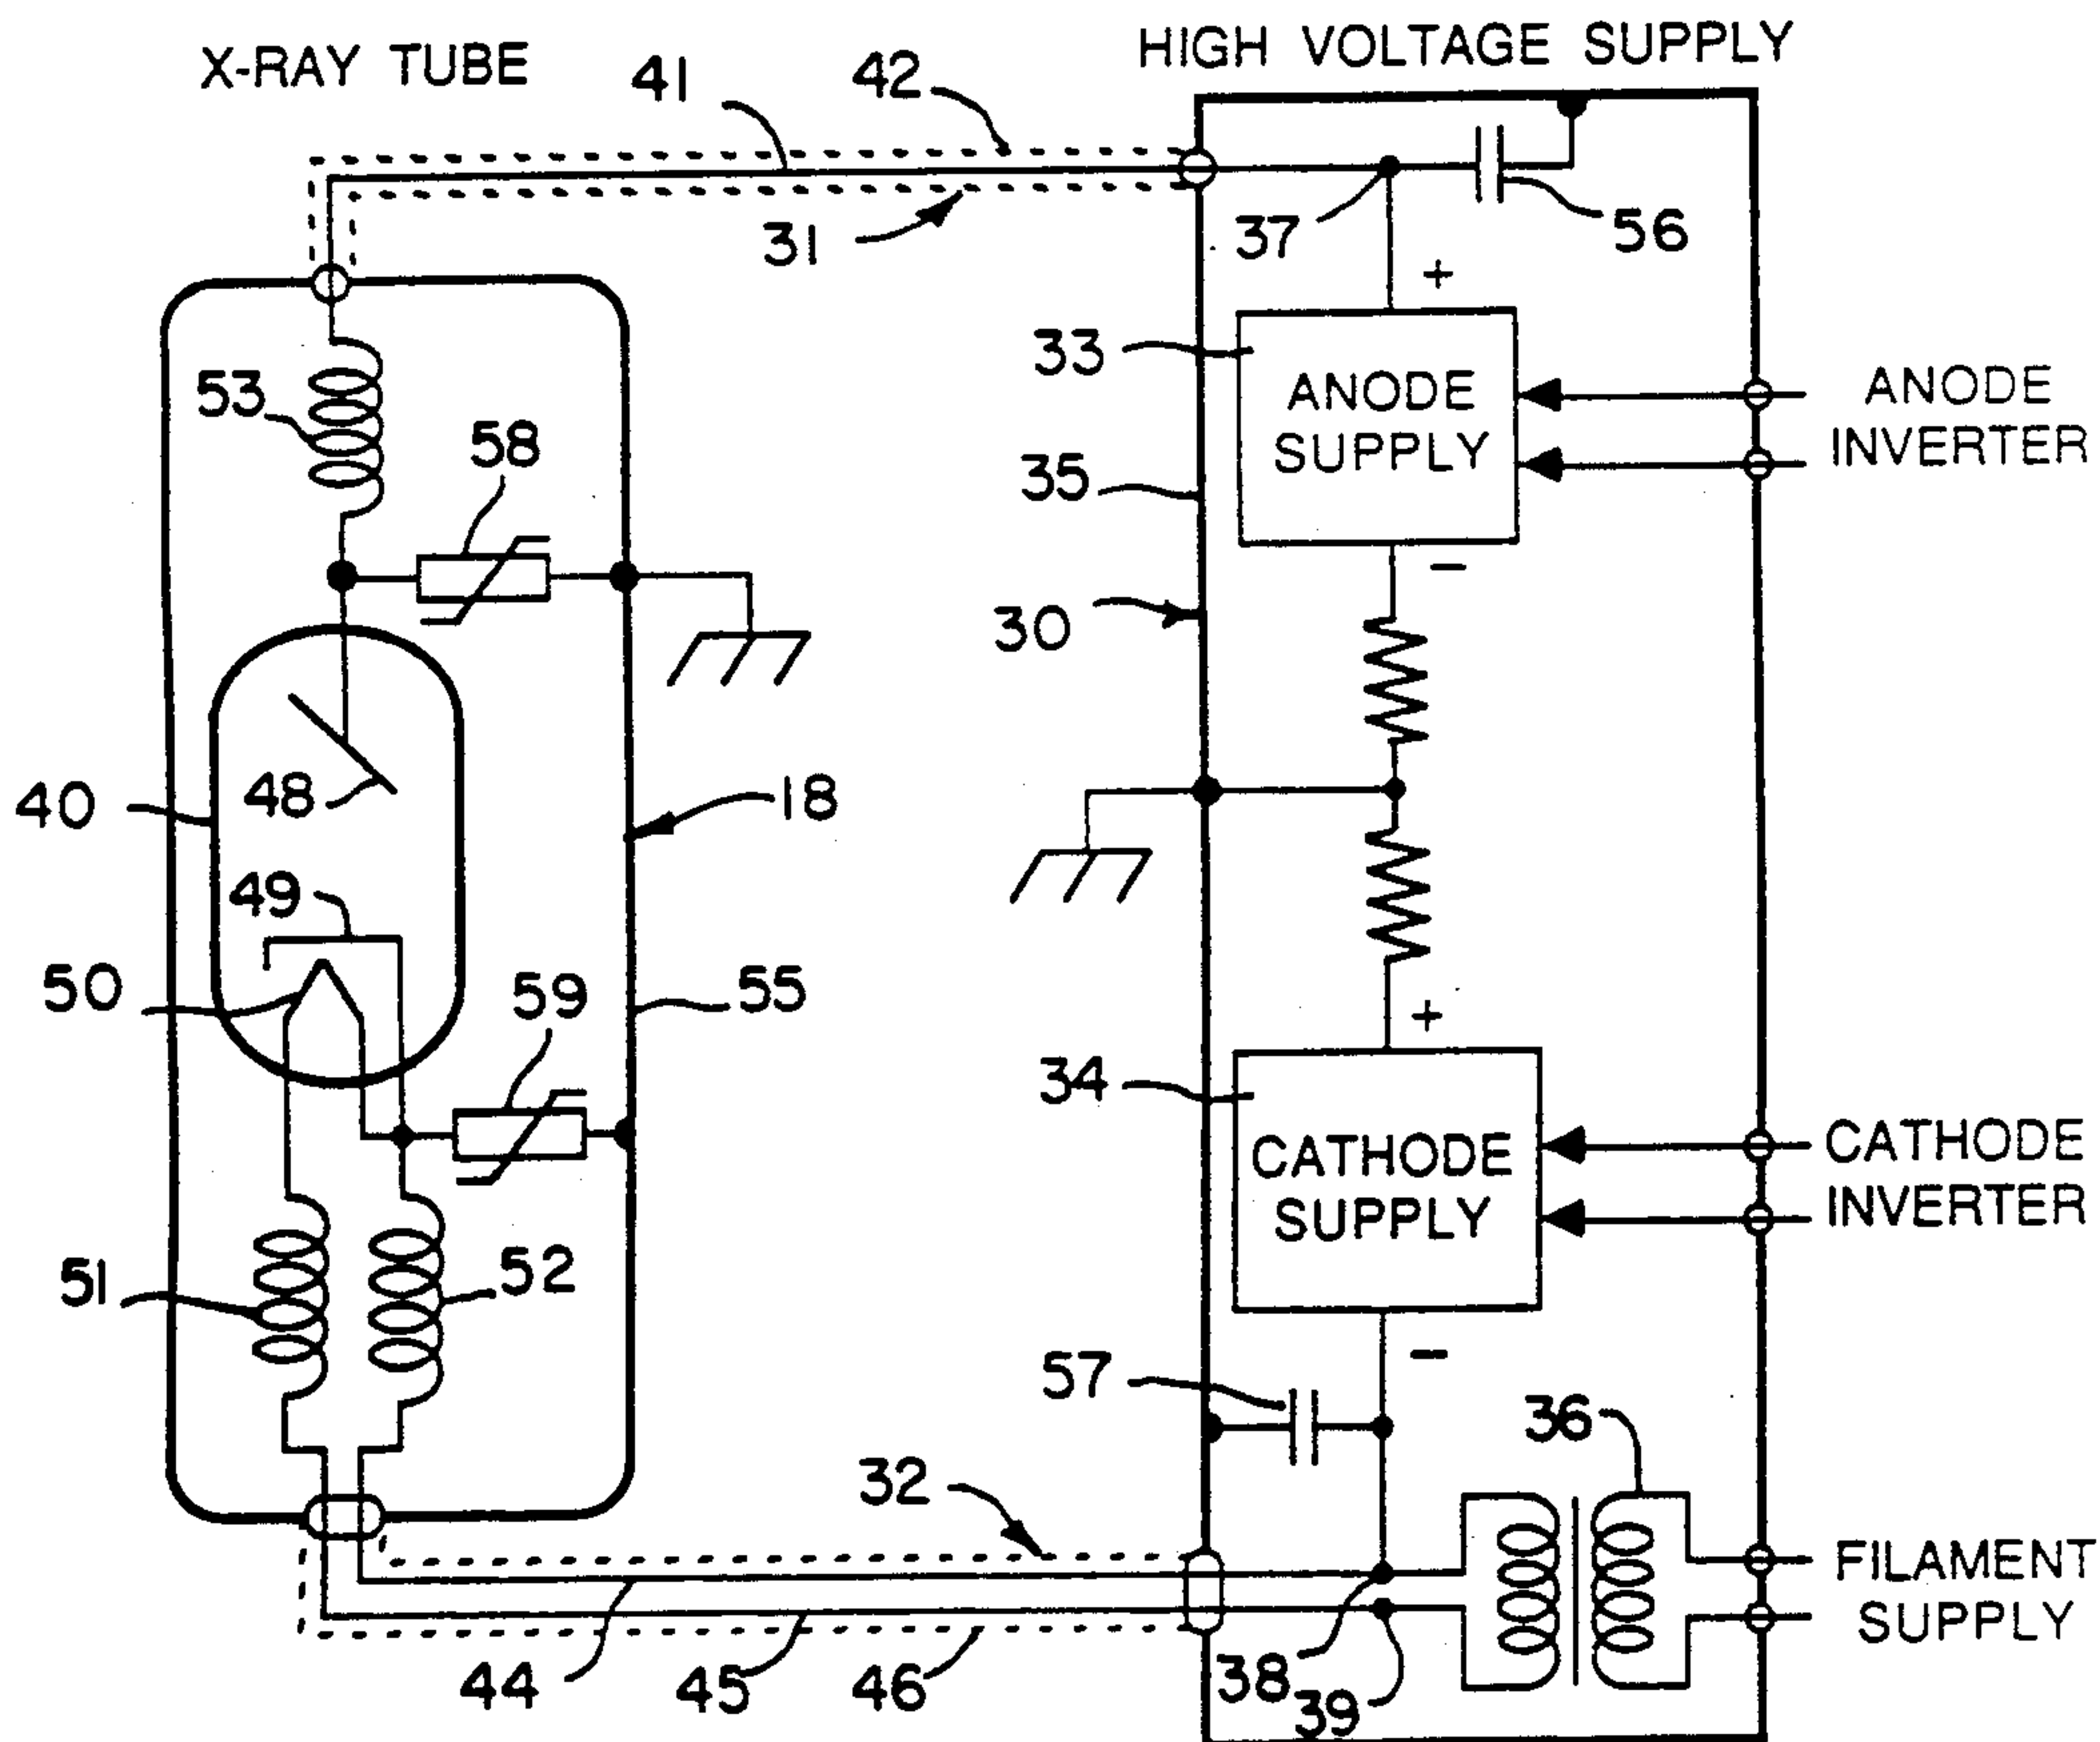 X-RAY TUBE
HIGH VOLTAGE SUPPLY
41
42
31
37
56
+
33
ANODE
SUPPLY
ANODE
INVERTER
53
58
35
−
30
40
48
18
49
50
59
55
+
34
CATHODE
SUPPLY
CATHODE
INVERTER
51
52
−
57
36
32
FILAMENT
SUPPLY
44
45
46
38
39